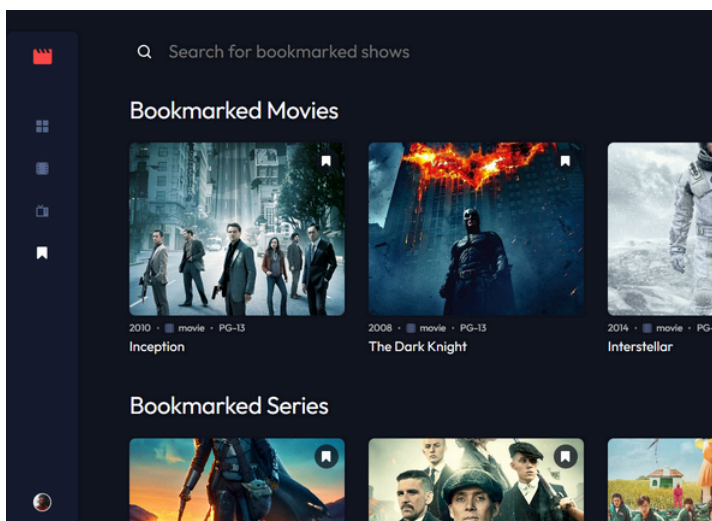 Search for bookmarked shows
Bookmarked Movies
2010 · movie · PG-13
Inception
2008 · movie · PG-13
The Dark Knight
2014 · movie · PG-
Interstellar
Bookmarked Series